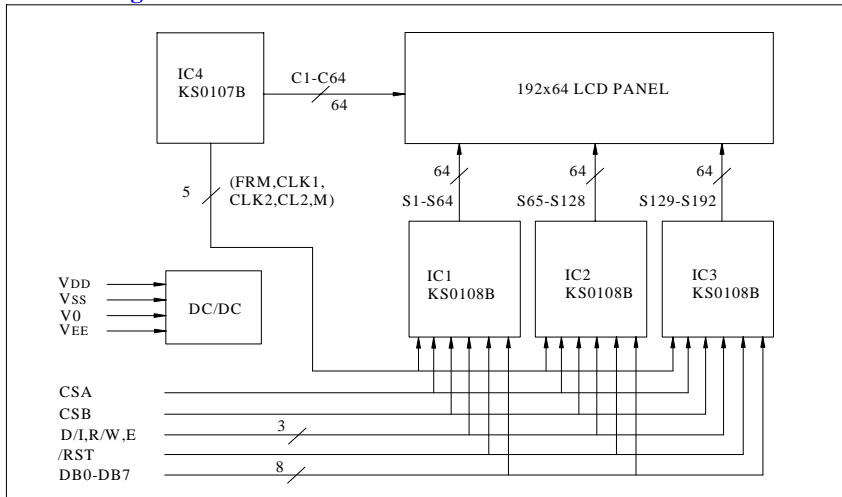 IC4
KS0107B
C1-C64
64
192x64 LCD PANEL
5
(FRM,CLK1,
CLK2,CL2,M)
64
S1-S64
64
S65-S128
64
S129-S192
IC1
KS0108B
IC2
KS0108B
IC3
KS0108B
VDD
VSS
V0
VEE
DC/DC
CSA
CSB
D/I,R/W,E
3
/RST
DB0-DB7
8